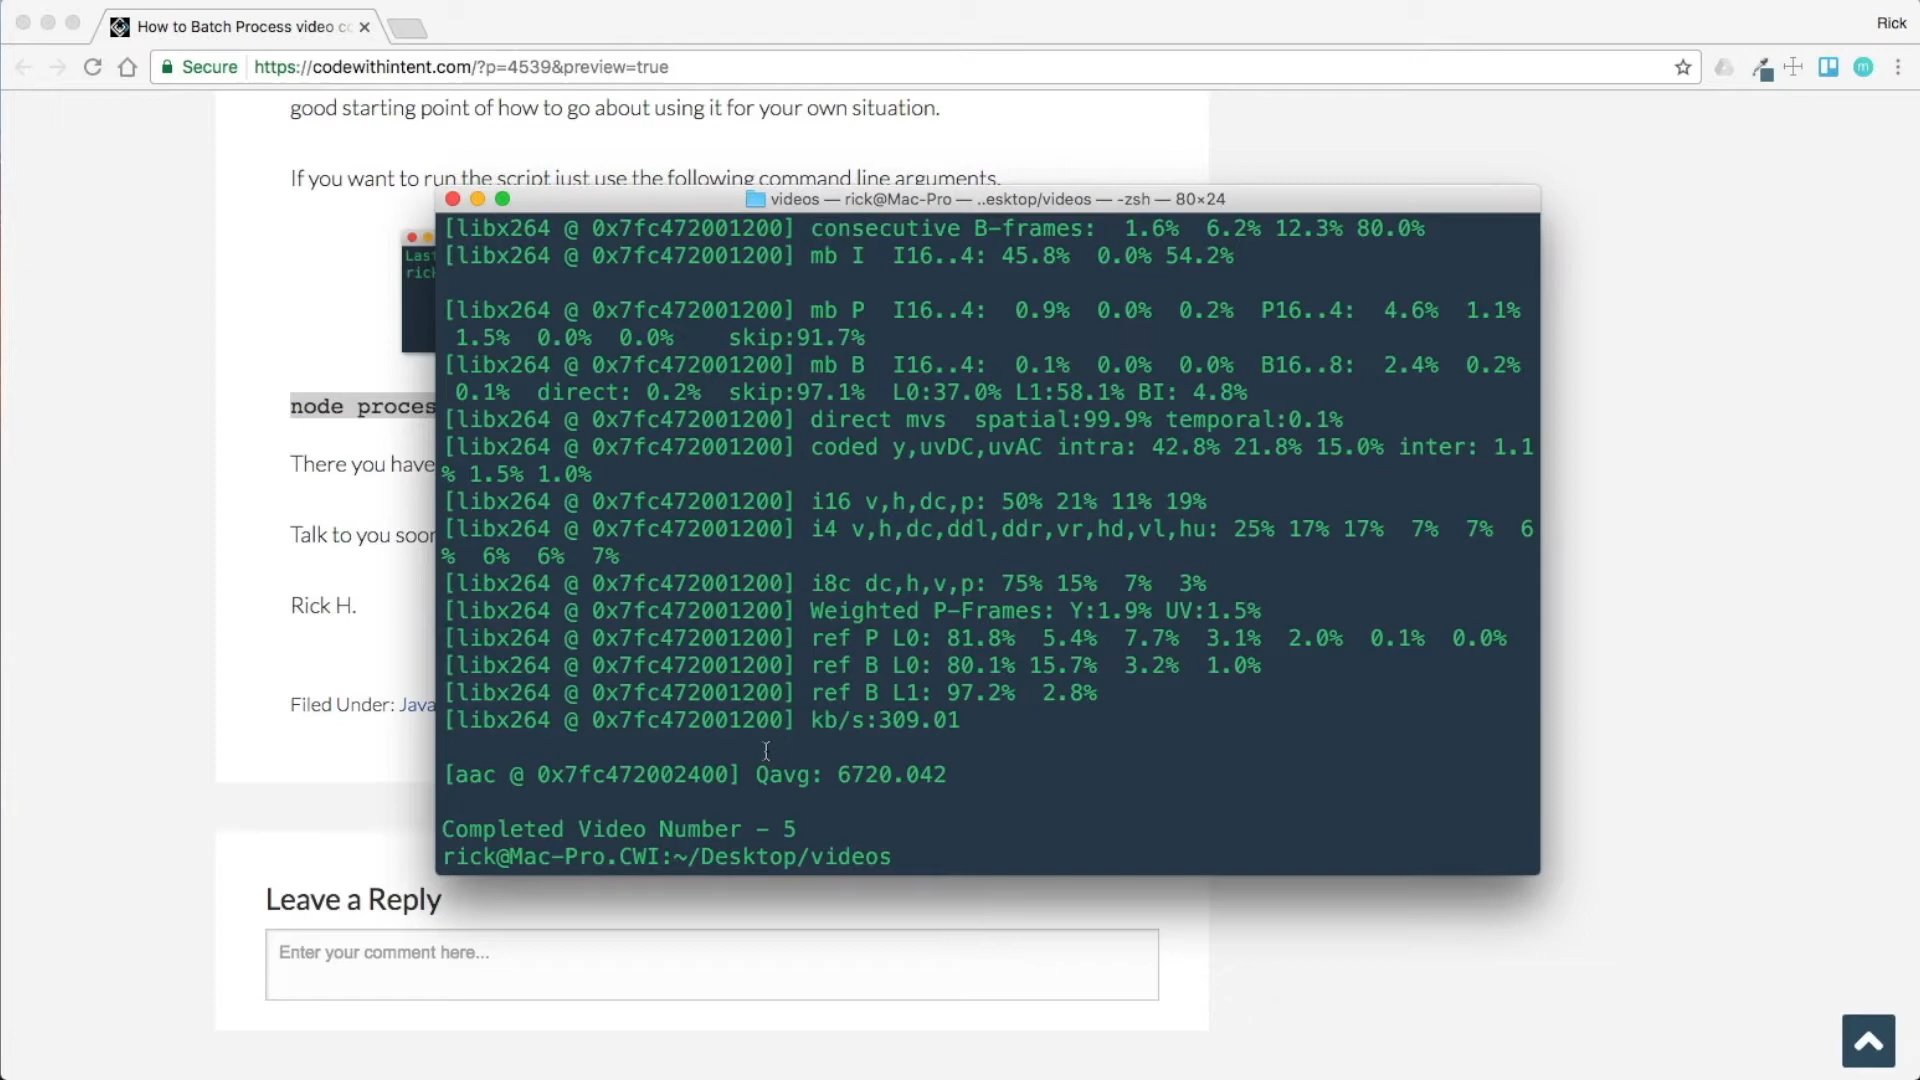 How to Batch Process video co
Rick
Secure
https://codewithintent.com/?p=4539&preview=true
m
good starting point of how to go about using it for your own situation.
If you want to run the script just use the following command line arguments.
videos — rick@Mac-Pro — ..esktop/videos — -zsh — 80×24
Las
rick
[libx264 @ 0x7fc472001200] consecutive B-frames:  1.6%  6.2% 12.3% 80.0%
[libx264 @ 0x7fc472001200] mb I  I16..4: 45.8%  0.0% 54.2%
[libx264 @ 0x7fc472001200] mb P  I16..4:  0.9%  0.0%  0.2%  P16..4:  4.6%  1.1%
1.5%  0.0%  0.0%    skip:91.7%
[libx264 @ 0x7fc472001200] mb B  I16..4:  0.1%  0.0%  0.0%  B16..8:  2.4%  0.2%
0.1%  direct: 0.2%  skip:97.1%  L0:37.0% L1:58.1% BI: 4.8%
[libx264 @ 0x7fc472001200] direct mvs  spatial:99.9% temporal:0.1%
[libx264 @ 0x7fc472001200] coded y,uvDC,uvAC intra: 42.8% 21.8% 15.0% inter: 1.1
% 1.5% 1.0%
[libx264 @ 0x7fc472001200] i16 v,h,dc,p: 50% 21% 11% 19%
[libx264 @ 0x7fc472001200] i4 v,h,dc,ddl,ddr,vr,hd,vl,hu: 25% 17% 17%  7%  7%  6
%  6%  6%  7%
[libx264 @ 0x7fc472001200] i8c dc,h,v,p: 75% 15%  7%  3%
[libx264 @ 0x7fc472001200] Weighted P-Frames: Y:1.9% UV:1.5%
[libx264 @ 0x7fc472001200] ref P L0: 81.8%  5.4%  7.7%  3.1%  2.0%  0.1%  0.0%
[libx264 @ 0x7fc472001200] ref B L0: 80.1% 15.7%  3.2%  1.0%
[libx264 @ 0x7fc472001200] ref B L1: 97.2%  2.8%
[libx264 @ 0x7fc472001200] kb/s:309.01
[aac @ 0x7fc472002400] Qavg: 6720.042
Completed Video Number - 5
rick@Mac-Pro.CWI:~/Desktop/videos
node proces
There you have
Talk to you soon
Rick H.
Filed Under: Java
Leave a Reply
Enter your comment here...